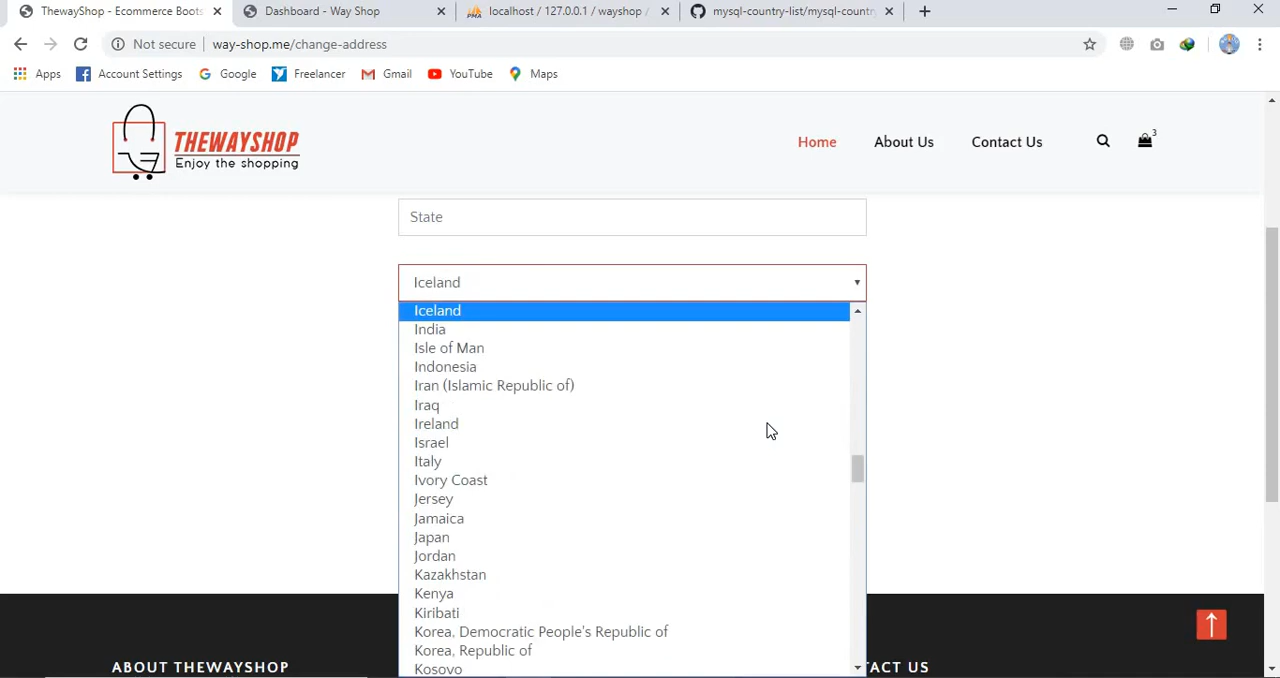 ThewayShop - Ecommerce Boots
Dashboard - Way Shop
localhost / 127.0.0.1 / wayshop /
mysql-country-list/mysql-country
Not secure
way-shop.me/change-address
Apps
Account Settings
Google
Freelancer
Gmail
YouTube
Maps
THEWAYSHOP
Enjoy the shopping
Home
About Us
Contact Us
3
State
Iceland
Iceland
India
Isle of Man
Indonesia
Iran (Islamic Republic of)
Iraq
Ireland
Israel
Italy
Ivory Coast
Jersey
Jamaica
Japan
Jordan
Kazakhstan
Kenya
Kiribati
Korea, Democratic People's Republic of
Korea, Republic of
Kosovo
ABOUT THEWAYSHOP
TACT US